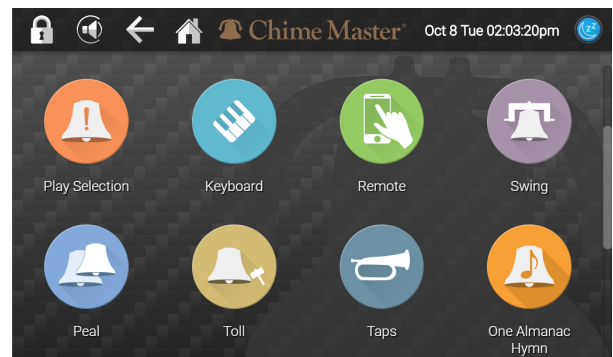 Chime Master® Oct 8 Tue 02:03:20pm zz
Play Selection Keyboard Remote Swing
Peal Toll Taps One Almanac
Hymn